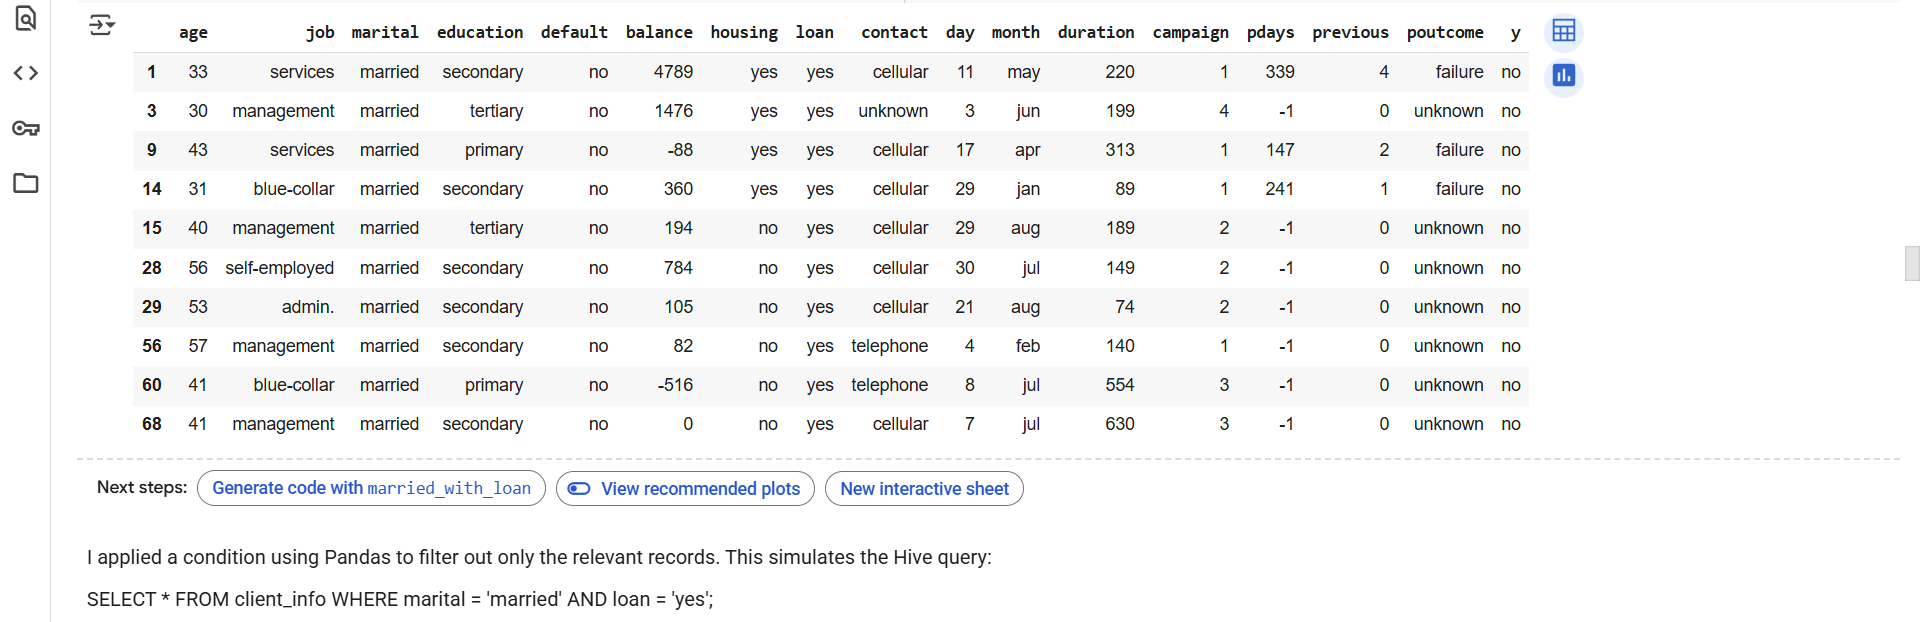 age job marital education default balance housing loan contact day month duration campaign pdays previous poutcome y
1 33 services married secondary no 4789 yes yes cellular 11 may 220 1 339 4 failure no
3 30 management married tertiary no 1476 yes yes unknown 3 jun 199 4 -1 0 unknown no
9 43 services married primary no -88 yes yes cellular 17 apr 313 1 147 2 failure no
14 31 blue-collar married secondary no 360 yes yes cellular 29 jan 89 1 241 1 failure no
15 40 management married tertiary no 194 no yes cellular 29 aug 189 2 -1 0 unknown no
28 56 self-employed married secondary no 784 no yes cellular 30 jul 149 2 -1 0 unknown no
29 53 admin. married secondary no 105 no yes cellular 21 aug 74 2 -1 0 unknown no
56 57 management married secondary no 82 no yes telephone 4 feb 140 1 -1 0 unknown no
60 41 blue-collar married primary no -516 no yes telephone 8 jul 554 3 -1 0 unknown no
68 41 management married secondary no 0 no yes cellular 7 jul 630 3 -1 0 unknown no
Next steps: Generate code with married_with_loan View recommended plots New interactive sheet
I applied a condition using Pandas to filter out only the relevant records. This simulates the Hive query:
SELECT * FROM client_info WHERE marital = 'married' AND loan = 'yes';